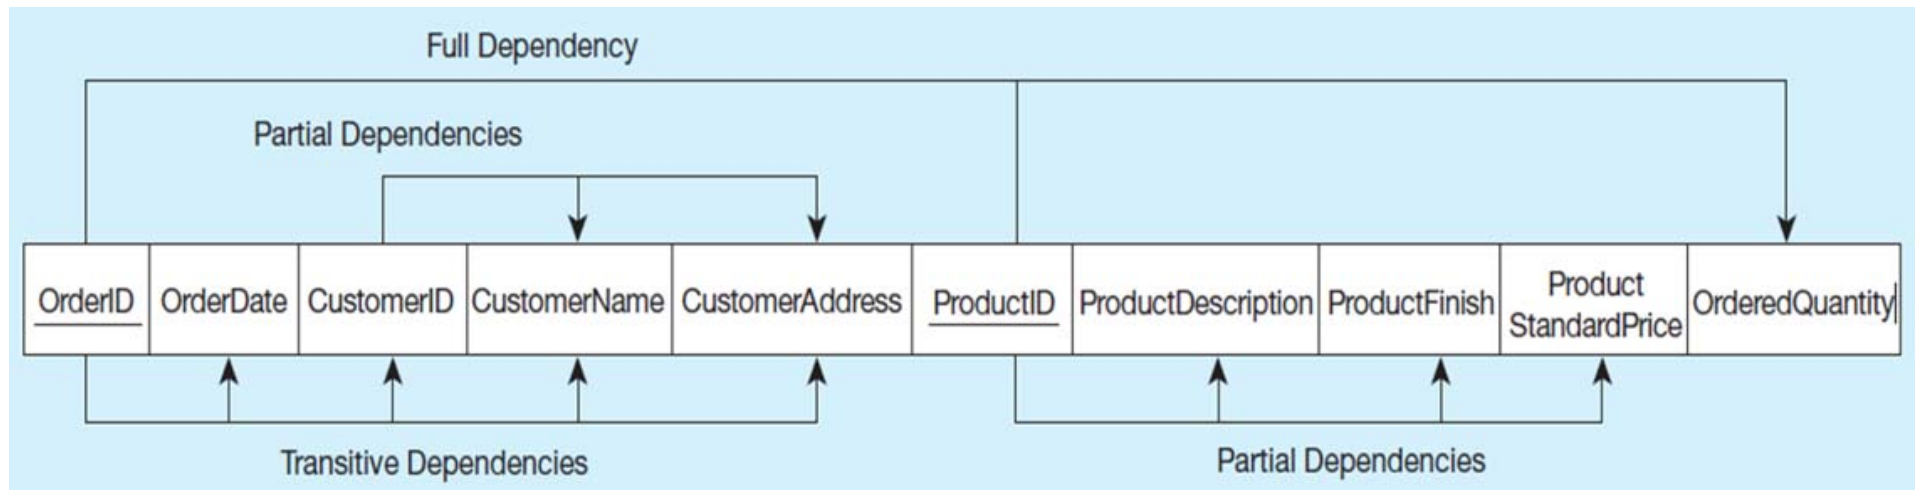 Full Dependency
Partial Dependencies
OrderID OrderDate CustomerID CustomerName CustomerAddress ProductID ProductDescription ProductFinish Product StandardPrice OrderedQuantity
Transitive Dependencies
Partial Dependencies